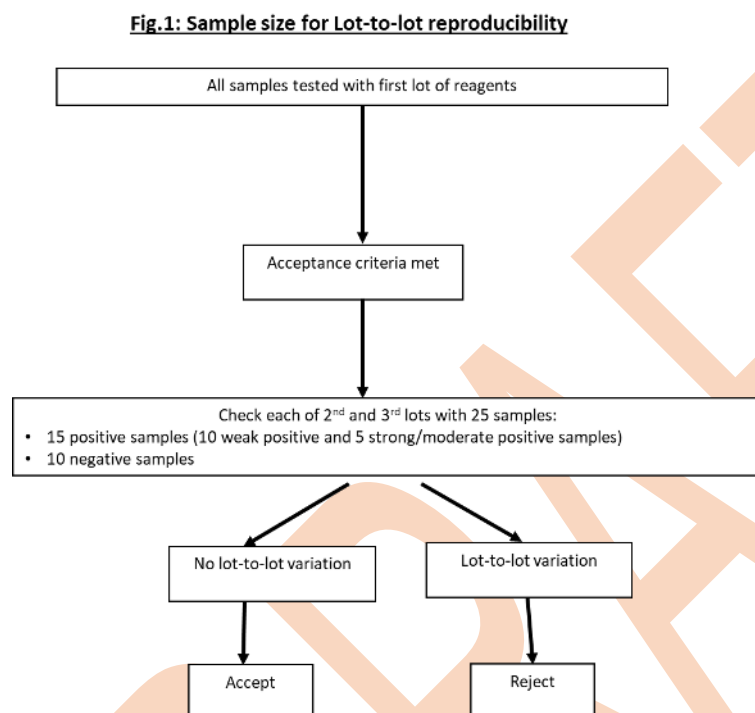 Fig.1: Sample size for Lot-to-lot reproducibility
All samples tested with first lot of reagents
Acceptance criteria met
Check each of 2nd and 3rd lots with 25 samples:
• 15 positive samples (10 weak positive and 5 strong/moderate positive samples)
• 10 negative samples
No lot-to-lot variation
Lot-to-lot variation
Accept
Reject